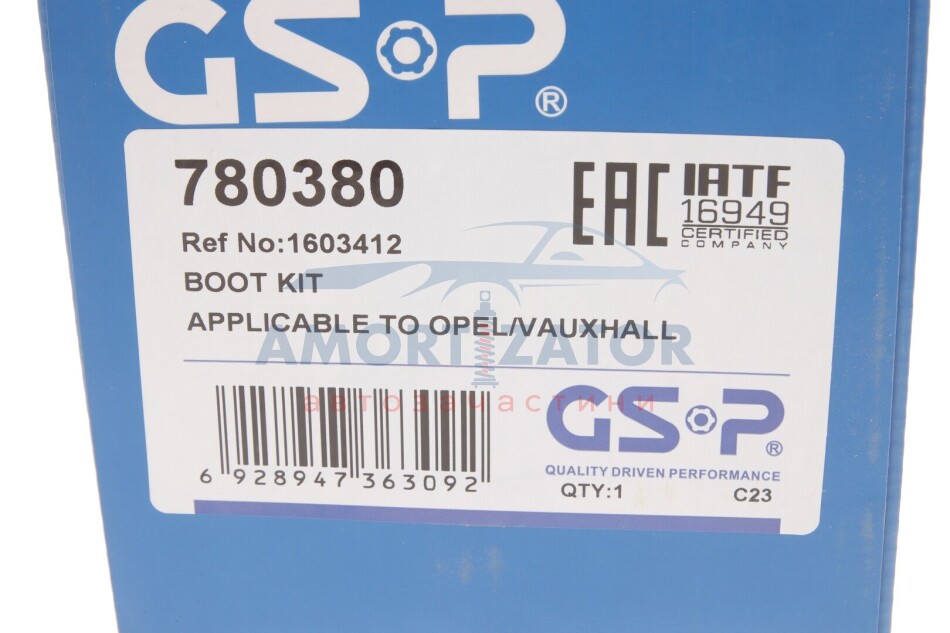 GSP®
780380
EAC
IATF
16949
CERTIFIED
COMPANY
Ref No:1603412
BOOT KIT
APPLICABLE TO OPEL/VAUXHALL
AMORTIZATOR
автозачастини
GSP®
6 928947 363092
QUALITY DRIVEN PERFORMANCE
QTY:1
C23